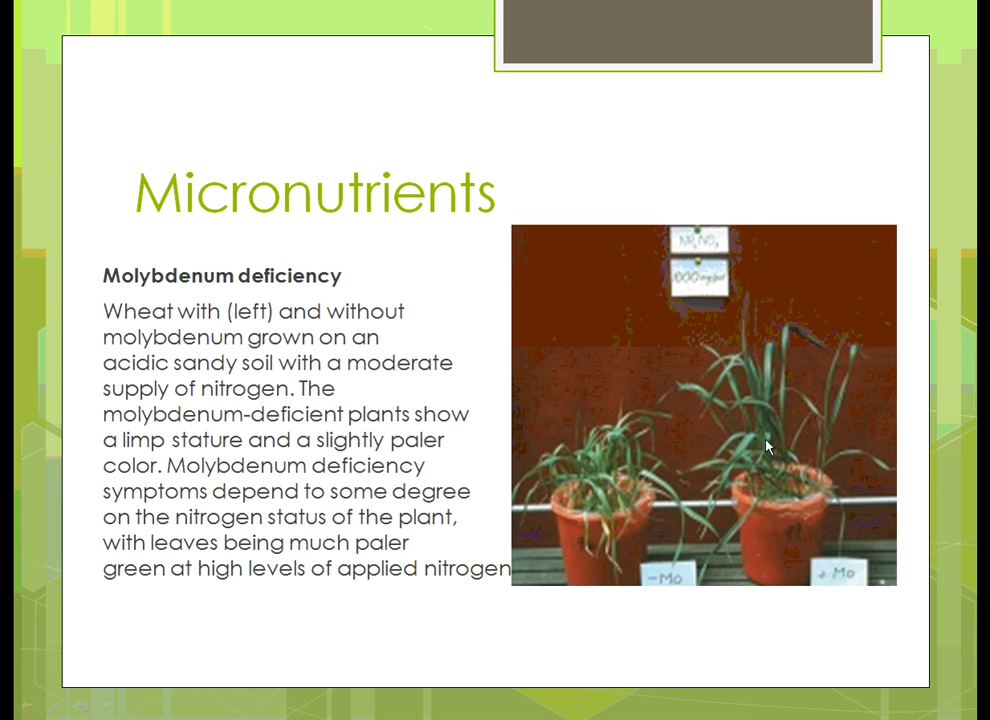 Micronutrients
Molybdenum deficiency
Wheat with (left) and without
molybdenum grown on an
acidic sandy soil with a moderate
supply of nitrogen. The
molybdenum-deficient plants show
a limp stature and a slightly paler
color. Molybdenum deficiency
symptoms depend to some degree
on the nitrogen status of the plant,
with leaves being much paler
green at high levels of applied nitrogen
-Mo
+ Mo